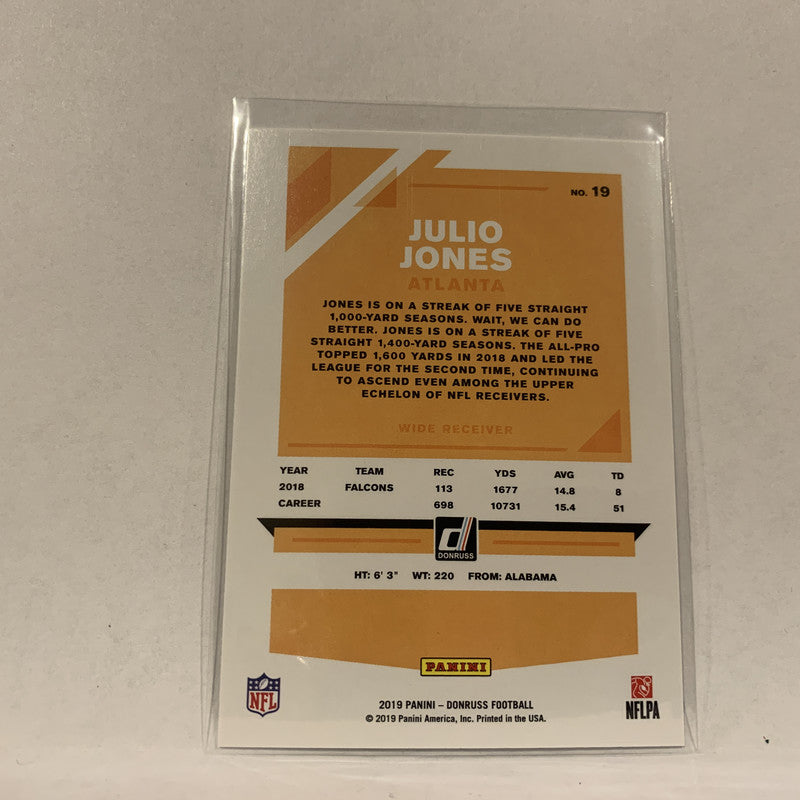 NO. 19
JULIO
JONES
ATLANTA
JONES IS ON A STREAK OF FIVE STRAIGHT
1,000-YARD SEASONS. WAIT, WE CAN DO
BETTER. JONES IS ON A STREAK OF FIVE
STRAIGHT 1,400-YARD SEASONS. THE ALL-PRO
TOPPED 1,600 YARDS IN 2018 AND LED THE
LEAGUE FOR THE SECOND TIME, CONTINUING
TO ASCEND EVEN AMONG THE UPPER
ECHELON OF NFL RECEIVERS.
WIDE RECEIVER
YEAR TEAM REC YDS AVG TD
2018 FALCONS 113 1677 14.8 8
CAREER 698 10731 15.4 51
d
DONRUSS
HT: 6' 3" WT: 220 FROM: ALABAMA
PANINI
NFL
NFLPA
2019 PANINI – DONRUSS FOOTBALL
© 2019 Panini America, Inc. Printed in the USA.